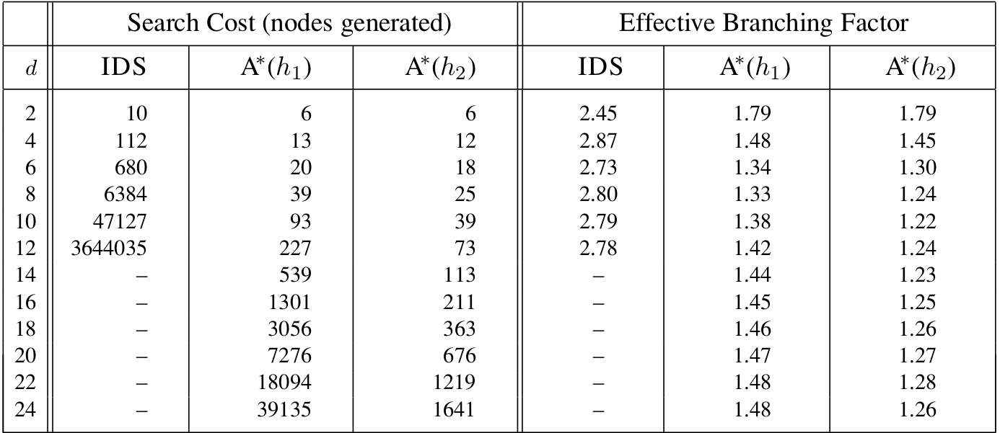 Search Cost (nodes generated) Effective Branching Factor
d IDS A*(h1) A*(h2) IDS A*(h1) A*(h2)
2 10 6 6 2.45 1.79 1.79
4 112 13 12 2.87 1.48 1.45
6 680 20 18 2.73 1.34 1.30
8 6384 39 25 2.80 1.33 1.24
10 47127 93 39 2.79 1.38 1.22
12 3644035 227 73 2.78 1.42 1.24
14 – 539 113 – 1.44 1.23
16 – 1301 211 – 1.45 1.25
18 – 3056 363 – 1.46 1.26
20 – 7276 676 – 1.47 1.27
22 – 18094 1219 – 1.48 1.28
24 – 39135 1641 – 1.48 1.26